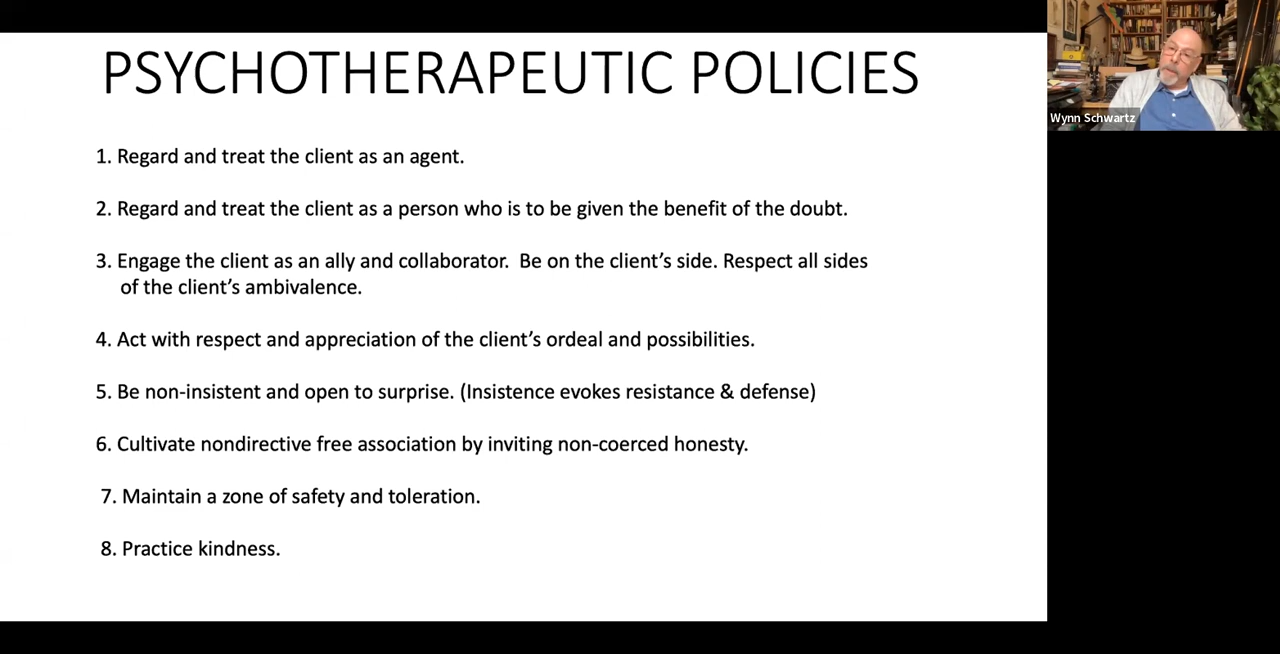 PSYCHOTHERAPEUTIC POLICIES
1. Regard and treat the client as an agent.
2. Regard and treat the client as a person who is to be given the benefit of the doubt.
3. Engage the client as an ally and collaborator.  Be on the client’s side. Respect all sides
of the client’s ambivalence.
4. Act with respect and appreciation of the client’s ordeal and possibilities.
5. Be non-insistent and open to surprise. (Insistence evokes resistance & defense)
6. Cultivate nondirective free association by inviting non-coerced honesty.
7. Maintain a zone of safety and toleration.
8. Practice kindness.
Wynn Schwartz